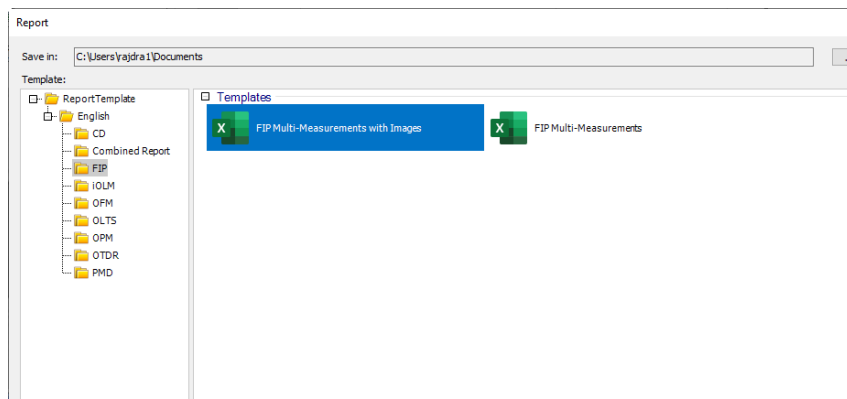 Report
Save in: C:\Users\rajdra1\Documents
Template:
ReportTemplate
English
CD
Combined Report
FIP
iOLM
OFM
OLTS
OPM
OTDR
PMD
Templates
FIP Multi-Measurements with Images
FIP Multi-Measurements